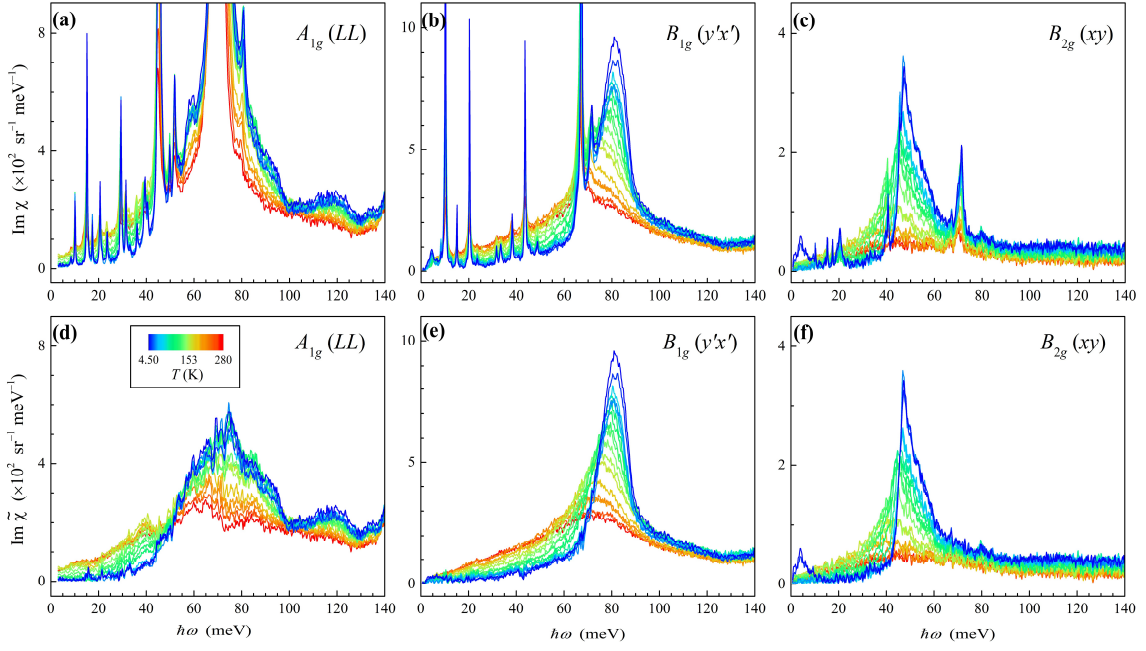 (a) A1g (LL)
(b) B1g (y'x')
(c) B2g (xy)
Im χ (×10² sr⁻¹ meV⁻¹)
8
4
0
10
5
0
4
2
0
0 20 40 60 80 100 120 140
0 20 40 60 80 100 120 140
0 20 40 60 80 100 120 140
(d) A1g (LL)
(e) B1g (y'x')
(f) B2g (xy)
4.50 153 280
T (K)
Im χ̃ (×10² sr⁻¹ meV⁻¹)
8
4
0
10
5
0
4
2
0
0 20 40 60 80 100 120 140
0 20 40 60 80 100 120 140
0 20 40 60 80 100 120 140
ħω (meV)
ħω (meV)
ħω (meV)